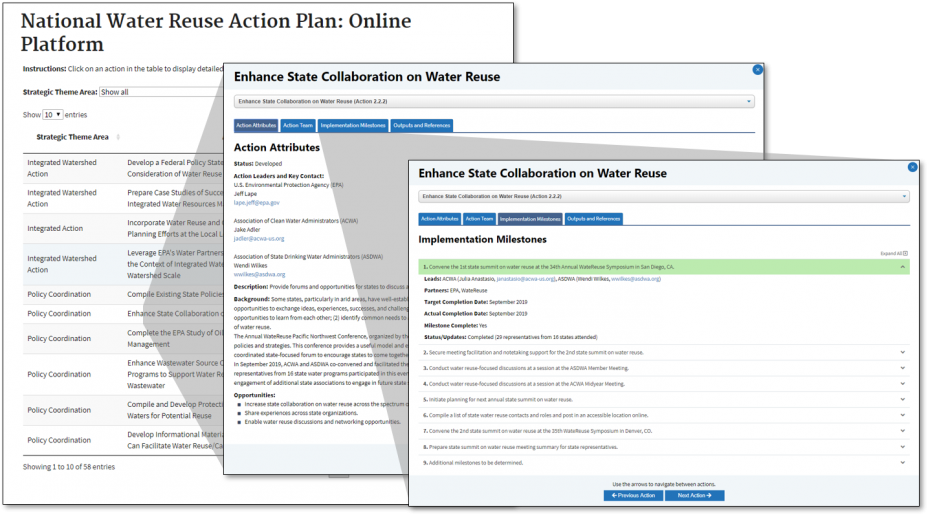 National Water Reuse Action Plan: Online
Platform
Instructions: Click on an action in the table to display detailed
Strategic Theme Area: Show all
Show 10 entries
Strategic Theme Area
Integrated Watershed
Action
Develop a Federal Policy State
Consideration of Water Reuse
Integrated Watershed
Action
Prepare Case Studies of Succe
Integrated Water Resources M
Integrated Action
Incorporate Water Reuse and
Planning Efforts at the Local L
Integrated Watershed
Action
Leverage EPA's Water Partners
the Context of Integrated Wate
Watershed Scale
Policy Coordination
Compile Existing State Policies
Policy Coordination
Enhance State Collaboration o
Policy Coordination
Complete the EPA Study of Oil
Management
Policy Coordination
Enhance Wastewater Source C
Programs to Support Water Re
Wastewater
Policy Coordination
Compile and Develop Protecti
Waters for Potential Reuse
Policy Coordination
Develop Informational Materia
Can Facilitate Water Reuse/Ca
Showing 1 to 10 of 58 entries
Enhance State Collaboration on Water Reuse
Enhance State Collaboration on Water Reuse (Action 2.2.2)
Action Attributes Action Team Implementation Milestones Outputs and References
Action Attributes
Status: Developed
Action Leaders and Key Contact:
U.S. Environmental Protection Agency (EPA)
Jeff Lape
lape.jeff@epa.gov
Association of Clean Water Administrators (ACWA)
Jake Adler
jadler@acwa-us.org
Association of State Drinking Water Administrators (ASDWA)
Wendi Wilkes
wwilkes@asdwa.org
Description: Provide forums and opportunities for states to discuss a
Background: Some states, particularly in arid areas, have well-establi
opportunities to exchange ideas, experiences, successes, and challeng
opportunities to learn from each other; (2) identify common needs to
of water reuse.
The Annual WateReuse Pacific Northwest Conference, organized by th
policies and strategies. This conference provides a useful model and e
coordinated state-focused forum to encourage states to come togethe
In September 2019, ACWA and ASDWA co-convened and facilitated the
representatives from 16 state water programs participated in this even
engagement of additional state associations to engage in future state
Opportunities:
Increase state collaboration on water reuse across the spectrum o
Share experiences across state organizations.
Enable water reuse discussions and networking opportunities.
Enhance State Collaboration on Water Reuse
Enhance State Collaboration on Water Reuse (Action 2.2.2)
Action Attributes Action Team Implementation Milestones Outputs and References
Implementation Milestones
Expand All
1. Convene the 1st state summit on water reuse at the 34th Annual WateReuse Symposium in San Diego, CA.
Leads: ACWA (Julia Anastasio, janastasio@acwa-us.org), ASDWA (Wendi Wilkes, wwilkes@asdwa.org)
Partners: EPA, WateReuse
Target Completion Date: September 2019
Actual Completion Date: September 2019
Milestone Complete: Yes
Status/Updates: Completed (29 representatives from 16 states attended)
2. Secure meeting facilitation and notetaking support for the 2nd state summit on water reuse.
3. Conduct water reuse-focused discussions at a session at the ASDWA Member Meeting.
4. Conduct water reuse-focused discussions at a session at the ACWA Midyear Meeting.
5. Initiate planning for next annual state summit on water reuse.
6. Compile a list of state water reuse contacts and roles and post in an accessible location online.
7. Convene the 2nd state summit on water reuse at the 35th WateReuse Symposium in Denver, CO.
8. Prepare state summit on water reuse meeting summary for state representatives.
9. Additional milestones to be determined.
Use the arrows to navigate between actions.
← Previous Action Next Action →